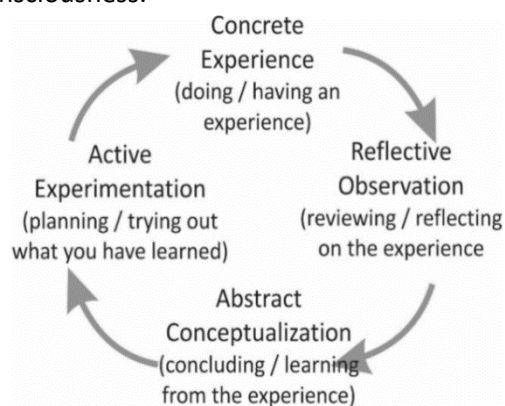 Concrete
Experience
(doing / having an
experience)
Reflective
Observation
(reviewing / reflecting
on the experience
Abstract
Conceptualization
(concluding / learning
from the experience)
Active
Experimentation
(planning / trying out
what you have learned)